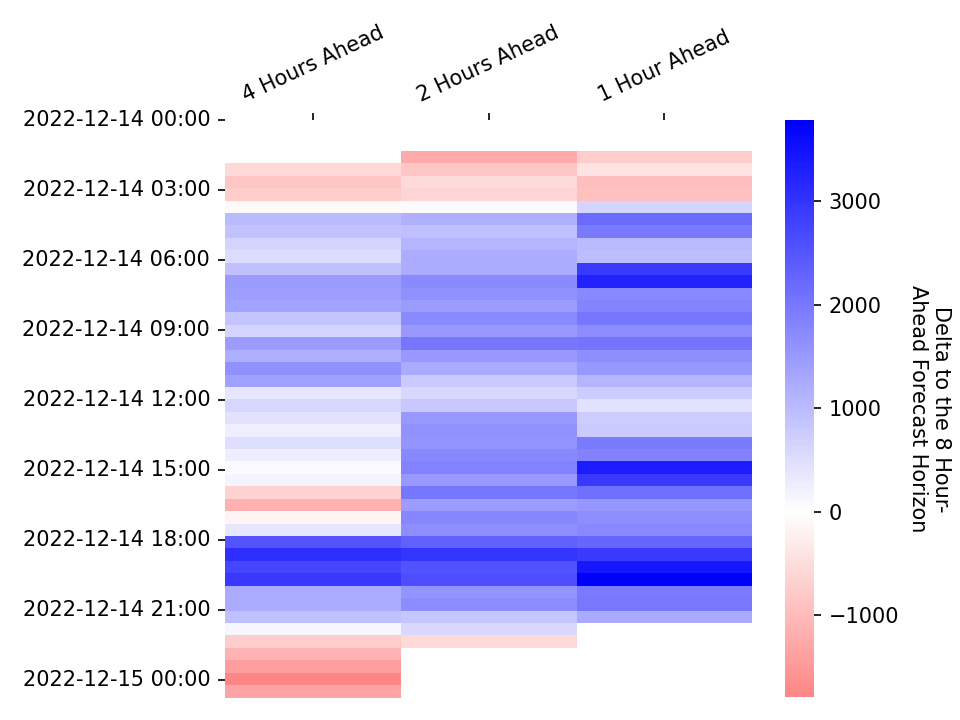 4 Hours Ahead
2 Hours Ahead
1 Hour Ahead
2022-12-14 00:00
2022-12-14 03:00
2022-12-14 06:00
2022-12-14 09:00
2022-12-14 12:00
2022-12-14 15:00
2022-12-14 18:00
2022-12-14 21:00
2022-12-15 00:00
3000
2000
1000
0
−1000
Delta to the 8 Hour-
Ahead Forecast Horizon